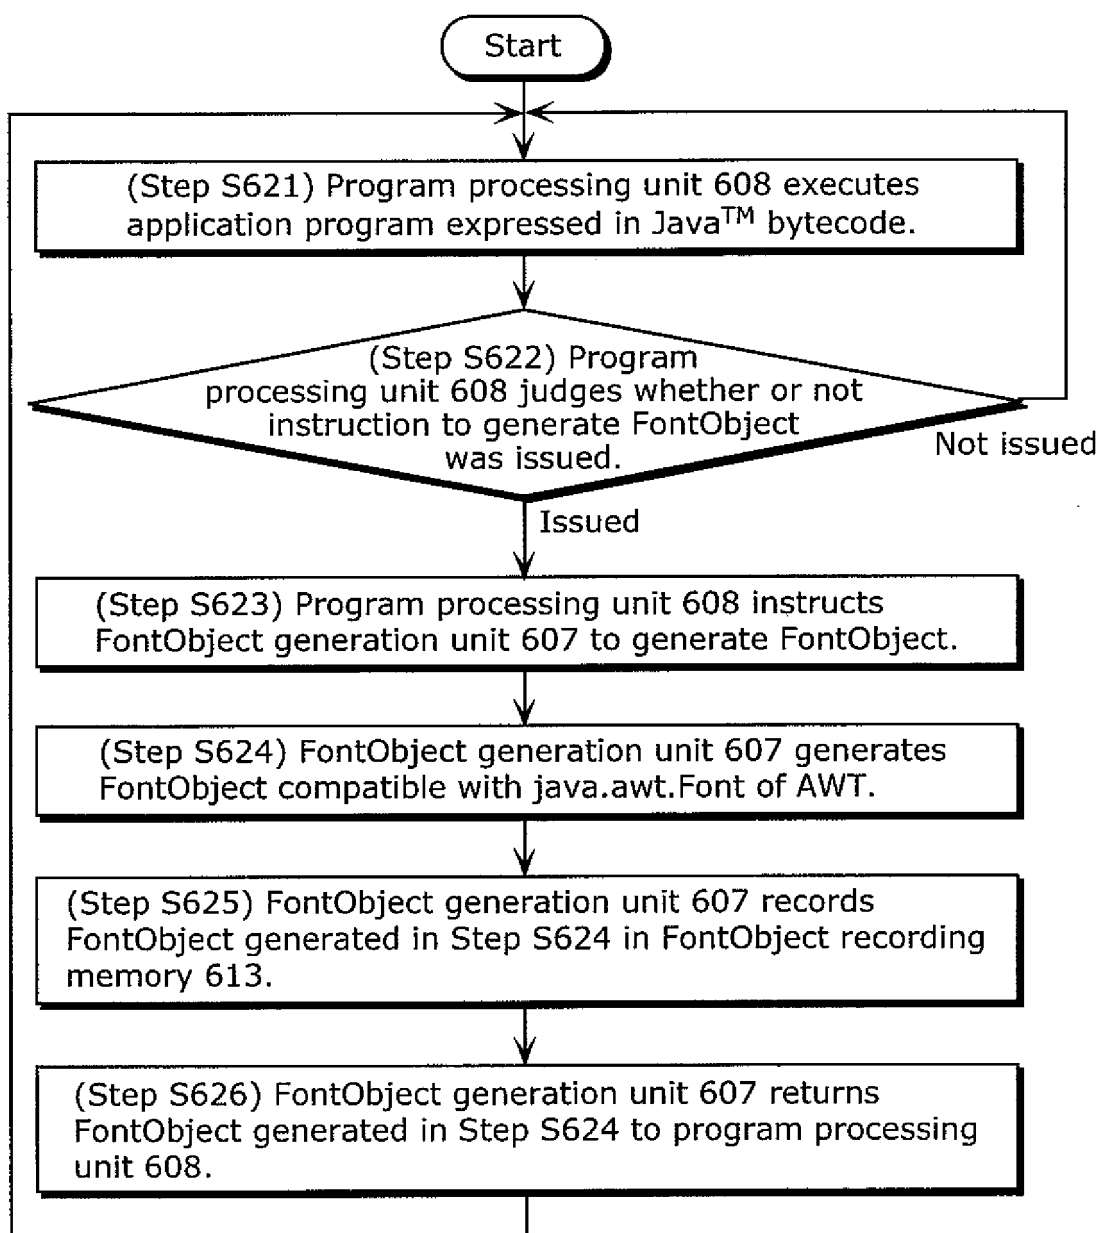 Start
(Step S621) Program processing unit 608 executes
application program expressed in Java™ bytecode.
(Step S622) Program
processing unit 608 judges whether or not
instruction to generate FontObject
was issued.
Not issued
Issued
(Step S623) Program processing unit 608 instructs
FontObject generation unit 607 to generate FontObject.
(Step S624) FontObject generation unit 607 generates
FontObject compatible with java.awt.Font of AWT.
(Step S625) FontObject generation unit 607 records
FontObject generated in Step S624 in FontObject recording
memory 613.
(Step S626) FontObject generation unit 607 returns
FontObject generated in Step S624 to program processing
unit 608.